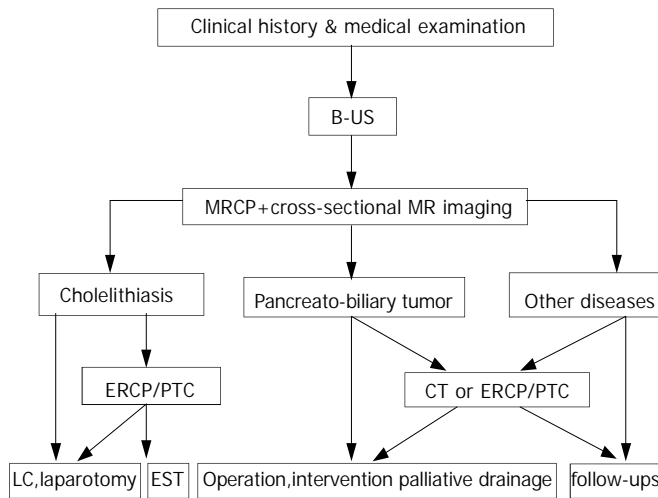 Clinical history & medical examination
B-US
MRCP+cross-sectional MR imaging
Cholelithiasis
Pancreato-biliary tumor
Other diseases
ERCP/PTC
CT or ERCP/PTC
LC,laparotomy
EST
Operation,intervention palliative drainage
follow-ups